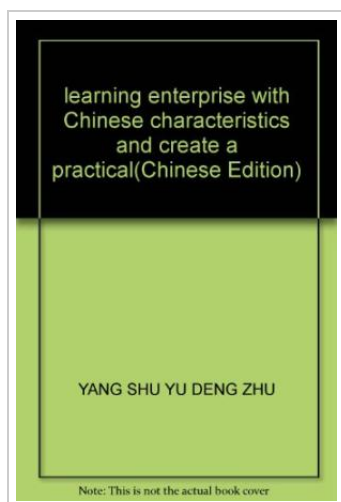 learning enterprise with
Chinese characteristics
and create a
practical(Chinese Edition)
YANG SHU YU DENG ZHU
Note: This is not the actual book cover